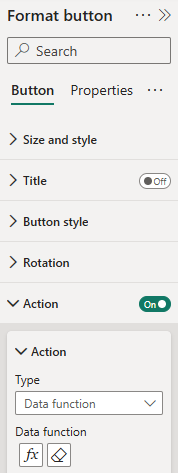 Format button ...
Search
Button Properties ...
Size and style
Title Off
Button style
Rotation
Action On
Action
Type
Data function
Data function
fx